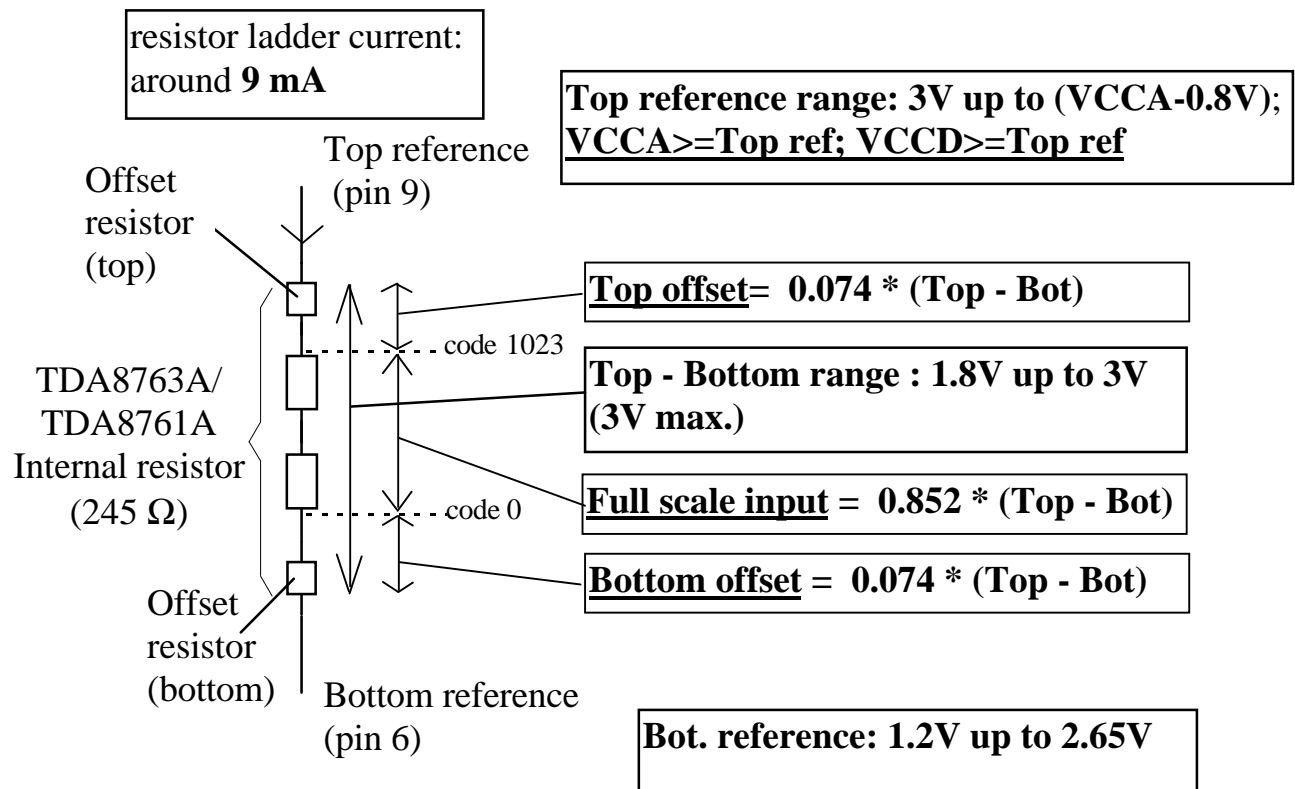 resistor ladder current:
around 9 mA
Top reference range: 3V up to (VCCA-0.8V);
VCCA>=Top ref; VCCD>=Top ref
Top reference
(pin 9)
Offset
resistor
(top)
Top offset= 0.074 * (Top - Bot)
code 1023
Top - Bottom range : 1.8V up to 3V
(3V max.)
TDA8763A/
TDA8761A
Internal resistor
(245 Ω)
Full scale input = 0.852 * (Top - Bot)
code 0
Bottom offset = 0.074 * (Top - Bot)
Offset
resistor
(bottom)
Bottom reference
(pin 6)
Bot. reference: 1.2V up to 2.65V